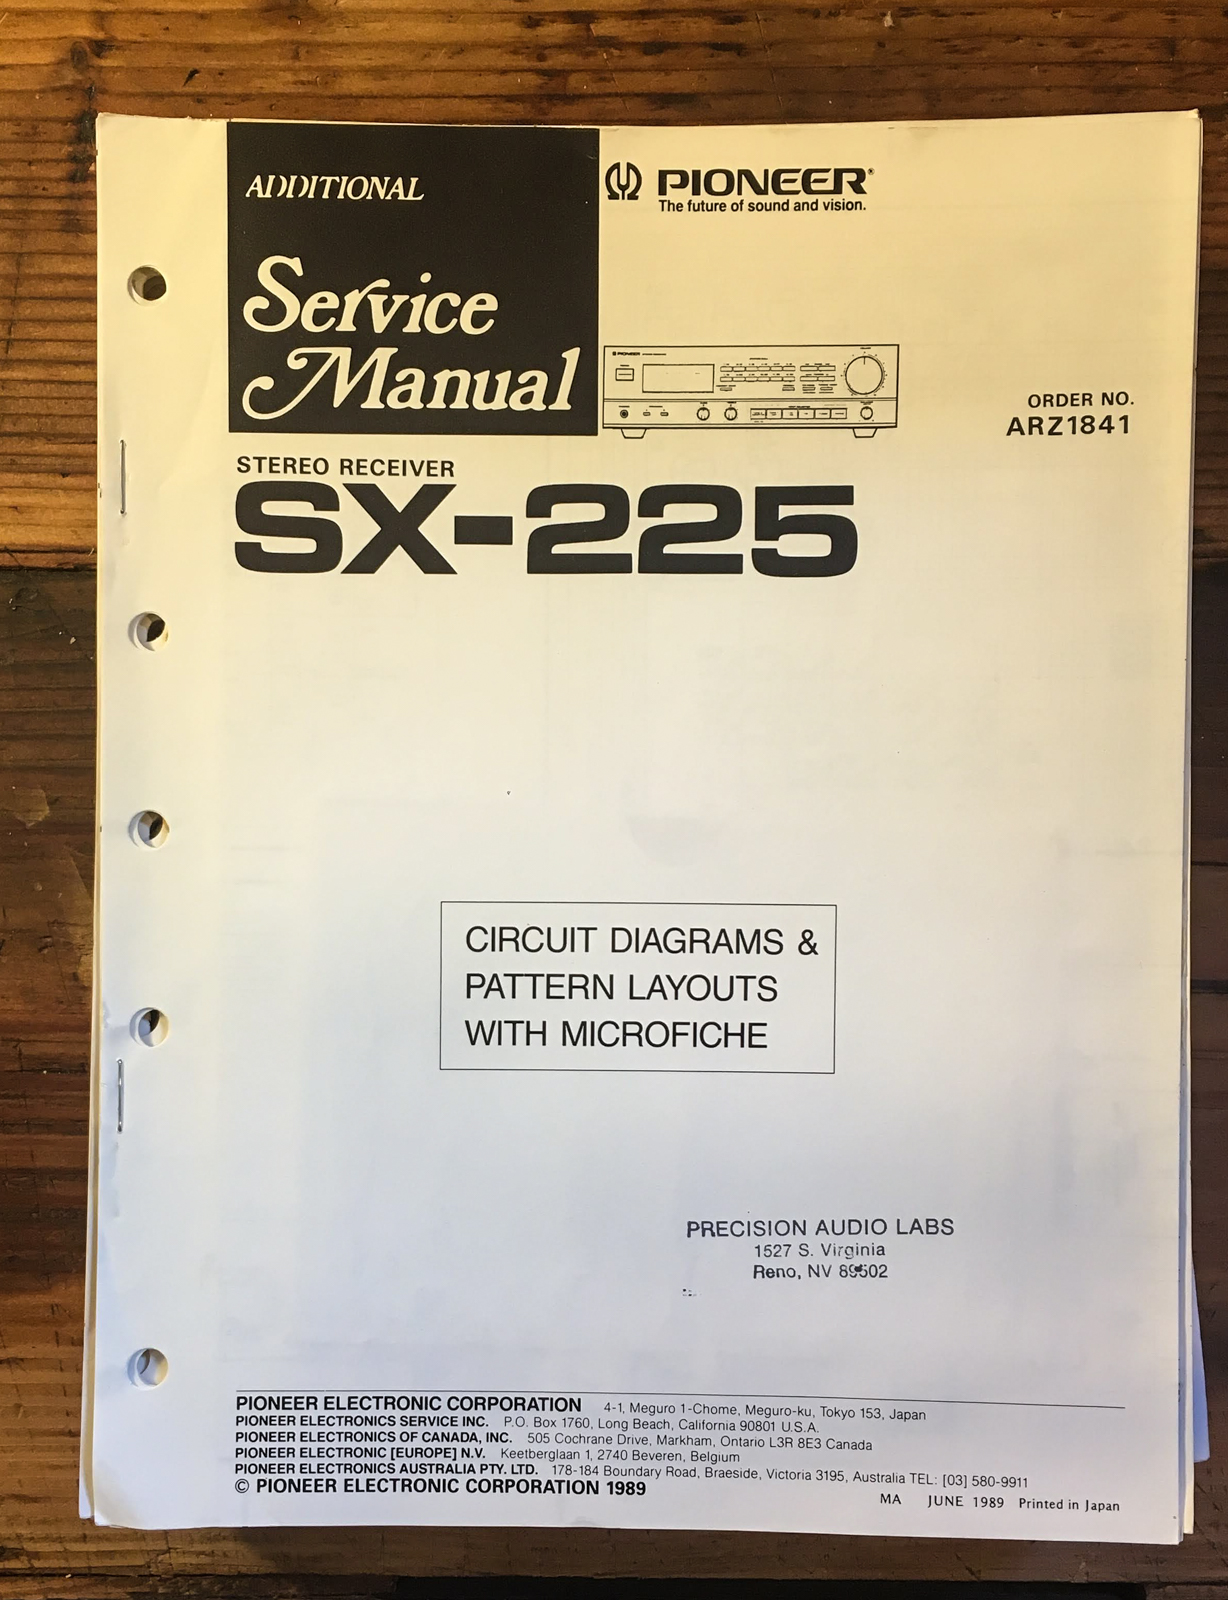 ADDITIONAL
Service
Manual
PIONEER®
The future of sound and vision.
PIONEER
ORDER NO.
ARZ1841
STEREO RECEIVER
SX-225
CIRCUIT DIAGRAMS &
PATTERN LAYOUTS
WITH MICROFICHE
PRECISION AUDIO LABS
1527 S. Virginia
Reno, NV 89502
PIONEER ELECTRONIC CORPORATION 4-1, Meguro 1-Chome, Meguro-ku, Tokyo 153, Japan
PIONEER ELECTRONICS SERVICE INC. P.O. Box 1760, Long Beach, California 90801 U.S.A.
PIONEER ELECTRONICS OF CANADA, INC. 505 Cochrane Drive, Markham, Ontario L3R 8E3 Canada
PIONEER ELECTRONIC [EUROPE] N.V. Keetberglaan 1, 2740 Beveren, Belgium
PIONEER ELECTRONICS AUSTRALIA PTY. LTD. 178-184 Boundary Road, Braeside, Victoria 3195, Australia TEL: [03] 580-9911
© PIONEER ELECTRONIC CORPORATION 1989
MA JUNE 1989 Printed in Japan